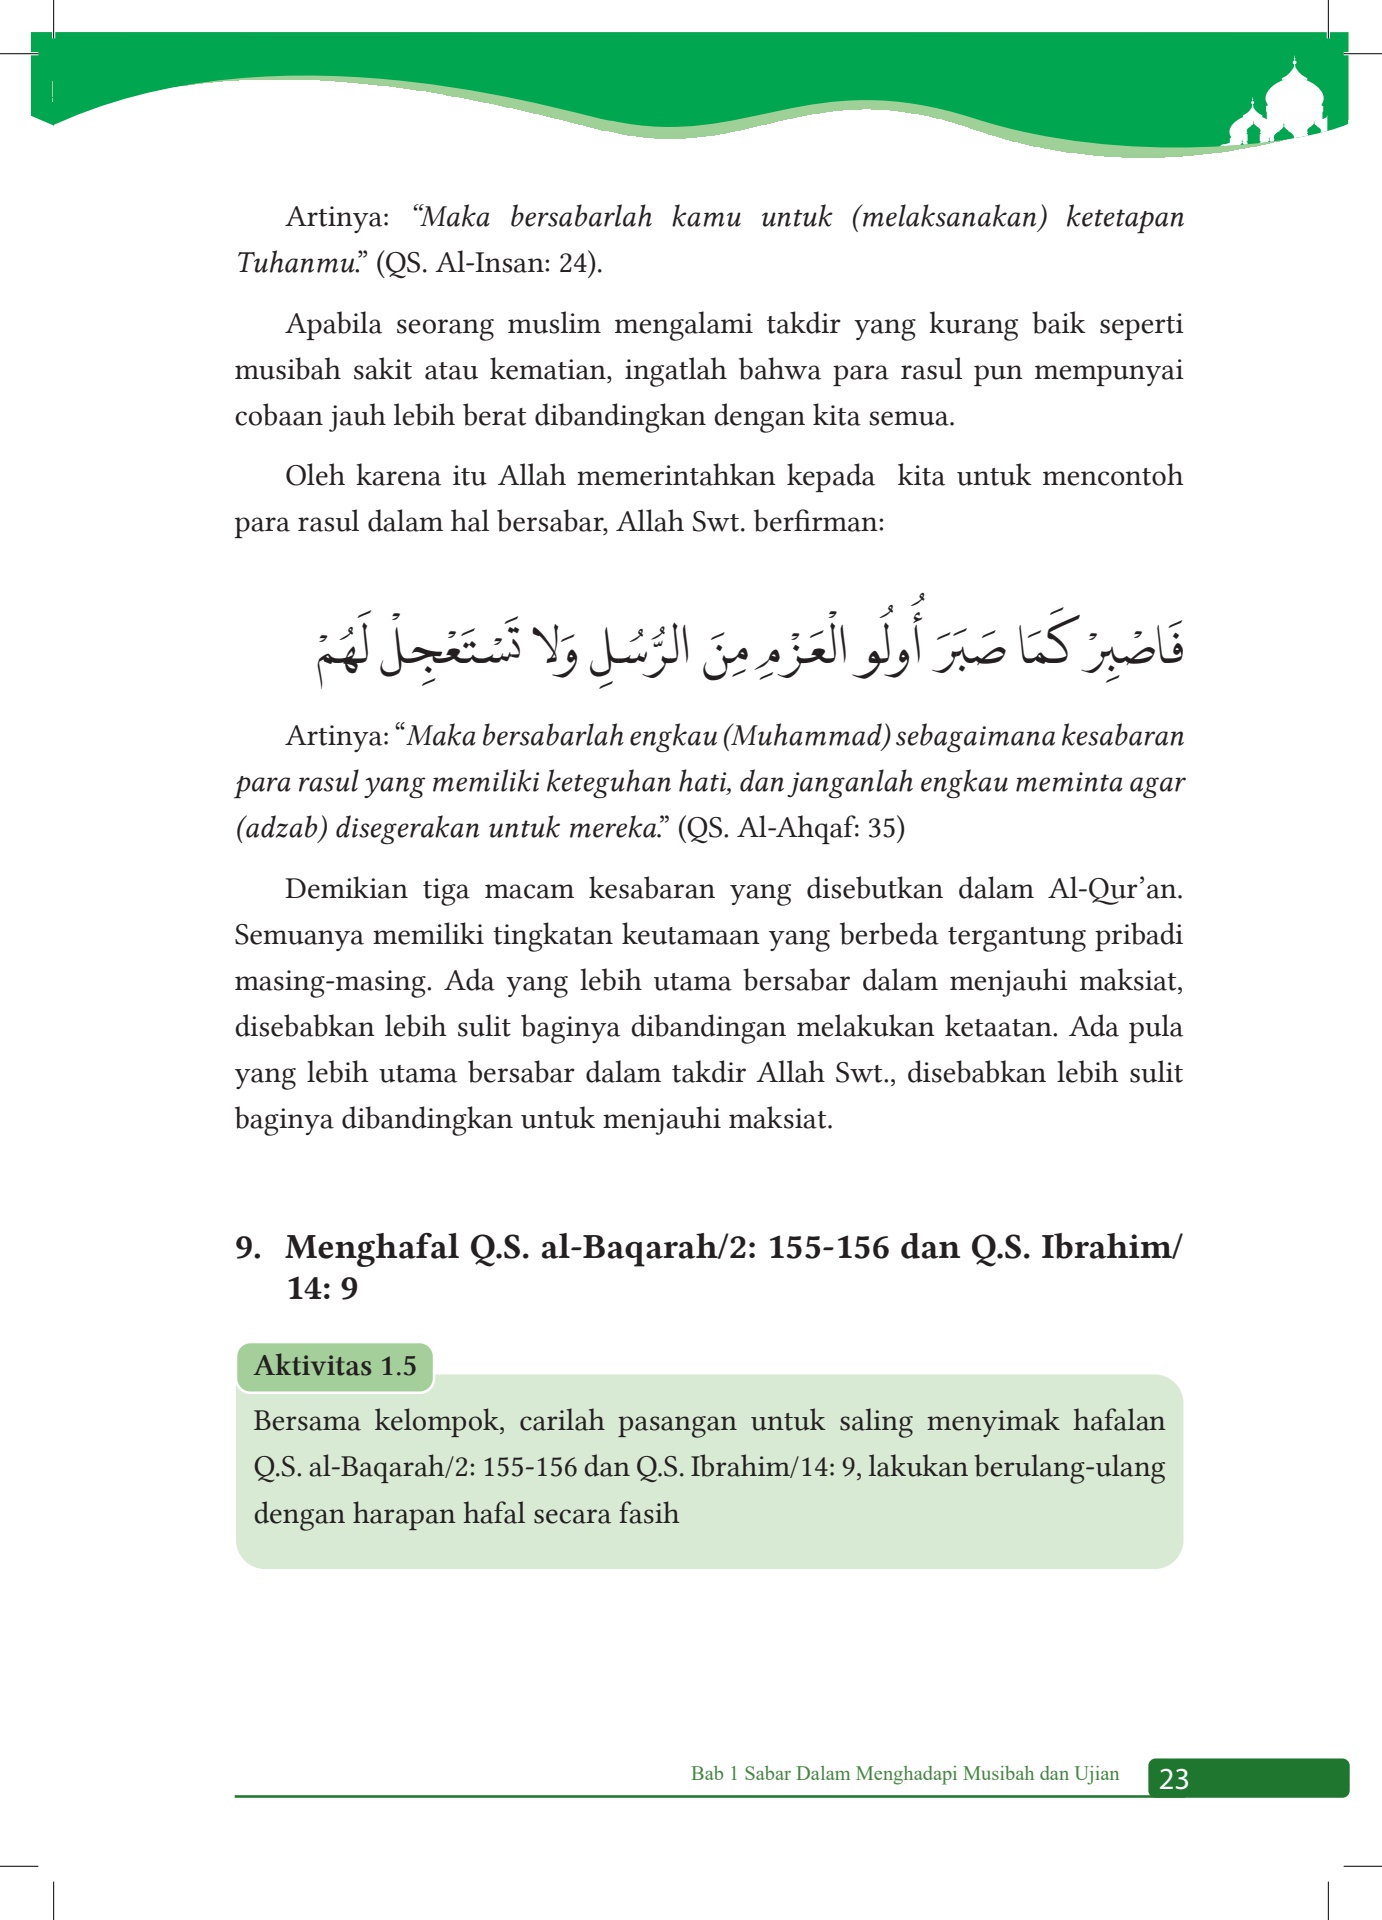 Artinya: “Maka bersabarlah kamu untuk (melaksanakan) ketetapan
Tuhanmu.” (QS. Al-Insan: 24).
Apabila seorang muslim mengalami takdir yang kurang baik seperti
musibah sakit atau kematian, ingatlah bahwa para rasul pun mempunyai
cobaan jauh lebih berat dibandingkan dengan kita semua.
Oleh karena itu Allah memerintahkan kepada kita untuk mencontoh
para rasul dalam hal bersabar, Allah Swt. berfirman:
فَاصْبِرْ كَمَا صَبَرَ أُولُو الْعَزْمِ مِنَ الرُّسُلِ وَلا تَسْتَعْجِلْ لَهُمْ
Artinya: “Maka bersabarlah engkau (Muhammad) sebagaimana kesabaran
para rasul yang memiliki keteguhan hati, dan janganlah engkau meminta agar
(adzab) disegerakan untuk mereka.” (QS. Al-Ahqaf: 35)
Demikian tiga macam kesabaran yang disebutkan dalam Al-Qur’an.
Semuanya memiliki tingkatan keutamaan yang berbeda tergantung pribadi
masing-masing. Ada yang lebih utama bersabar dalam menjauhi maksiat,
disebabkan lebih sulit baginya dibandingan melakukan ketaatan. Ada pula
yang lebih utama bersabar dalam takdir Allah Swt., disebabkan lebih sulit
baginya dibandingkan untuk menjauhi maksiat.
9. Menghafal Q.S. al-Baqarah/2: 155-156 dan Q.S. Ibrahim/
14: 9
Aktivitas 1.5
Bersama kelompok, carilah pasangan untuk saling menyimak hafalan
Q.S. al-Baqarah/2: 155-156 dan Q.S. Ibrahim/14: 9, lakukan berulang-ulang
dengan harapan hafal secara fasih
Bab 1 Sabar Dalam Menghadapi Musibah dan Ujian 23